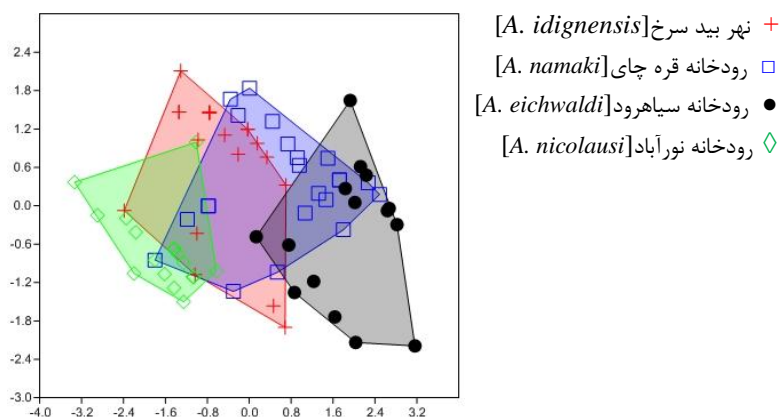 نهر بید سرخ[A. idignensis]
رودخانه قره چای[A. namaki]
رودخانه سیاهرود[A. eichwaldi]
رودخانه نورآباد[A. nicolausi]
2.4
1.8
1.2
0.6
0.0
-0.6
-1.2
-1.8
-2.4
-3.0
-4.0 -3.2 -2.4 -1.6 -0.8 0.0 0.8 1.6 2.4 3.2